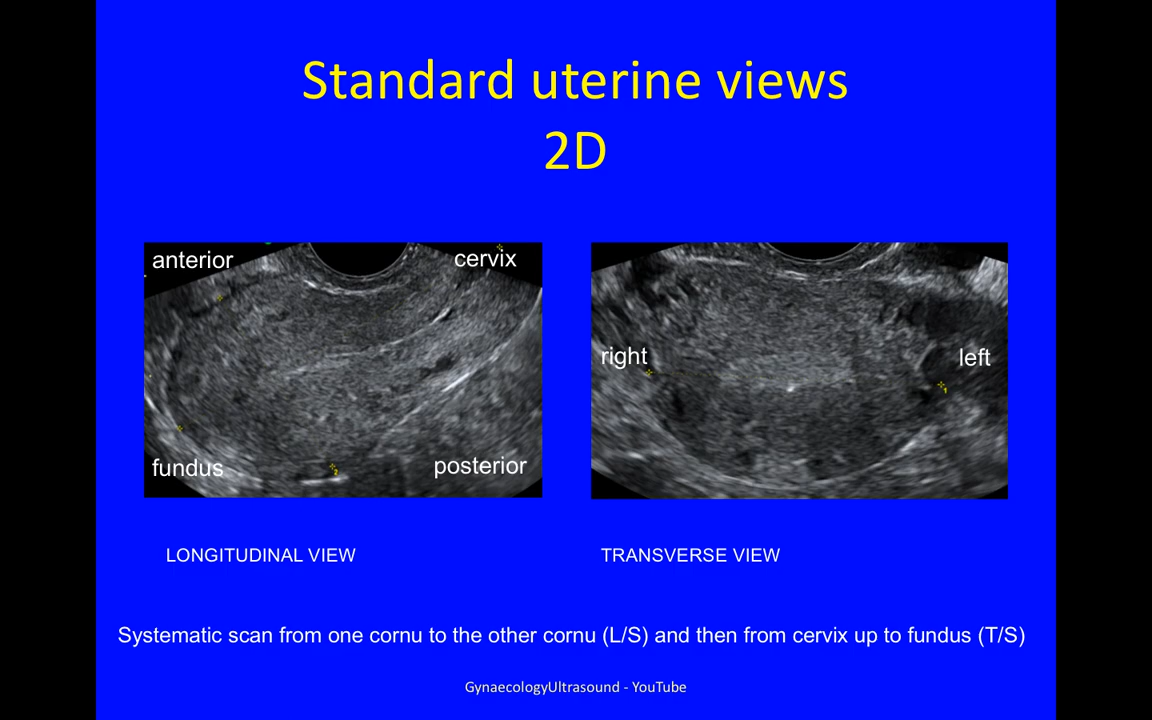 Standard uterine views
2D
anterior
cervix
fundus
posterior
right
left
LONGITUDINAL VIEW
TRANSVERSE VIEW
Systematic scan from one cornu to the other cornu (L/S) and then from cervix up to fundus (T/S)
GynaecologyUltrasound - YouTube